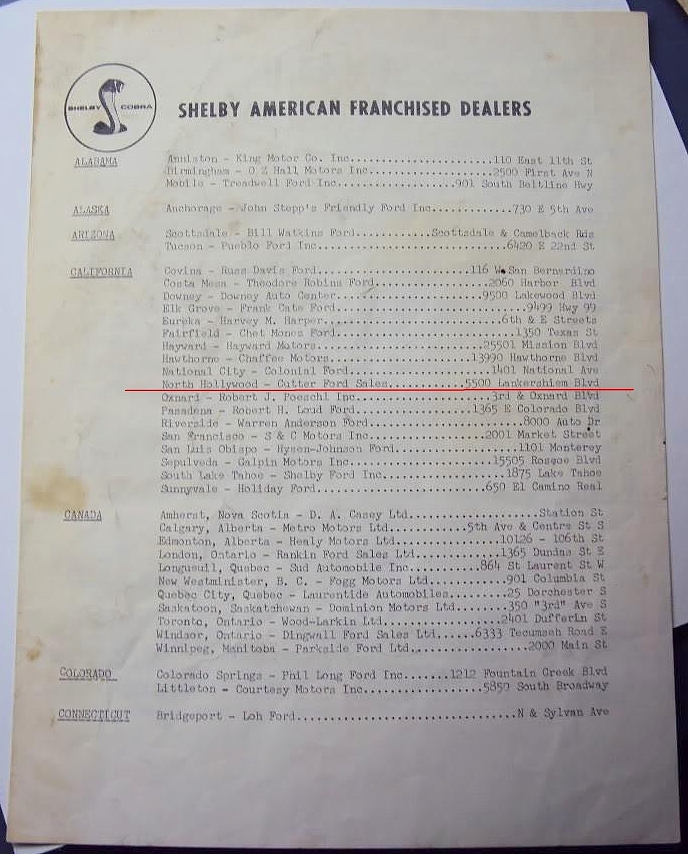 SHELBY COBRA
SHELBY AMERICAN FRANCHISED DEALERS
ALABAMA Anniston - King Motor Co. Inc......................110 East 11th St
Birmingham - O Z Hall Motors Inc...................2500 First Ave N
Mobile - Treadwell Ford Inc..................901 South Beltline Hwy
ALASKA Anchorage - John Stepp's Friendly Ford Inc............730 E 5th Ave
ARIZONA Scottsdale - Bill Watkins Ford............Scottsdale & Camelback Rds
Tucson - Pueblo Ford Inc..............................6420 E 22nd St
CALIFORNIA Covina - Russ Davis Ford.......................116 W. San Bernardino
Costa Mesa - Theodore Robins Ford..................2060 Harbor Blvd
Downey - Downey Auto Center.......................9500 Lakewood Blvd
Elk Grove - Frank Cate Ford..............................9499 Hwy 99
Eureka - Harvey M. Harper............................6th & E Streets
Fairfield - Chet Monez Ford............................1350 Texas St
Hayward - Hayward Motors..........................25501 Mission Blvd
Hawthorne - Chaffee Motors......................13990 Hawthorne Blvd
National City - Colonial Ford......................1401 National Ave
North Hollywood - Cutter Ford Sales............5500 Lankershiem Blvd
Oxnard - Robert J. Poeschl Inc.....................3rd & Oxnard Blvd
Pasadena - Robert H. Loud Ford..................1365 E Colorado Blvd
Riverside - Warren Anderson Ford........................8000 Auto Dr
San Francisco - S & C Motors Inc..................2001 Market Street
San Luis Obispo - Hysen-Johnson Ford...................1101 Monterey
Sepulveda - Galpin Motors Inc......................15505 Roscoe Blvd
South Lake Tahoe - Shelby Ford Inc...................1875 Lake Tahoe
Sunnyvale - Holiday Ford..........................650 El Camino Real
CANADA Amherst, Nova Scotia - D. A. Casey Ltd....................Station St
Calgary, Alberta - Metro Motors Ltd...........5th Ave & Centre St S
Edmonton, Alberta - Healy Motors Ltd................10126 - 106th St
London, Ontario - Rankin Ford Sales Ltd.............1365 Dundas St E
Longueuil, Quebec - Sud Automobile Inc...........864 St Laurent St W
New Westminister, B. C. - Fogg Motors Ltd............901 Columbia St
Quebec City, Quebec - Laurentide Automobiles.........25 Dorchester S
Saskatoon, Saskatchewan - Dominion Motors Ltd........350 "3rd" Ave S
Toronto, Ontario - Wood-Larkin Ltd..................2401 Dufferin St
Windsor, Ontario - Dingwall Ford Sales Ltd......6333 Tecumseh Road E
Winnipeg, Manitoba - Parkside Ford Ltd..................2000 Main St
COLORADO Colorado Springs - Phil Long Ford Inc.......1212 Fountain Creek Blvd
Littleton - Courtesy Motors Inc..................5850 South Broadway
CONNECTICUT Bridgeport - Loh Ford..................................N & Sylvan Ave